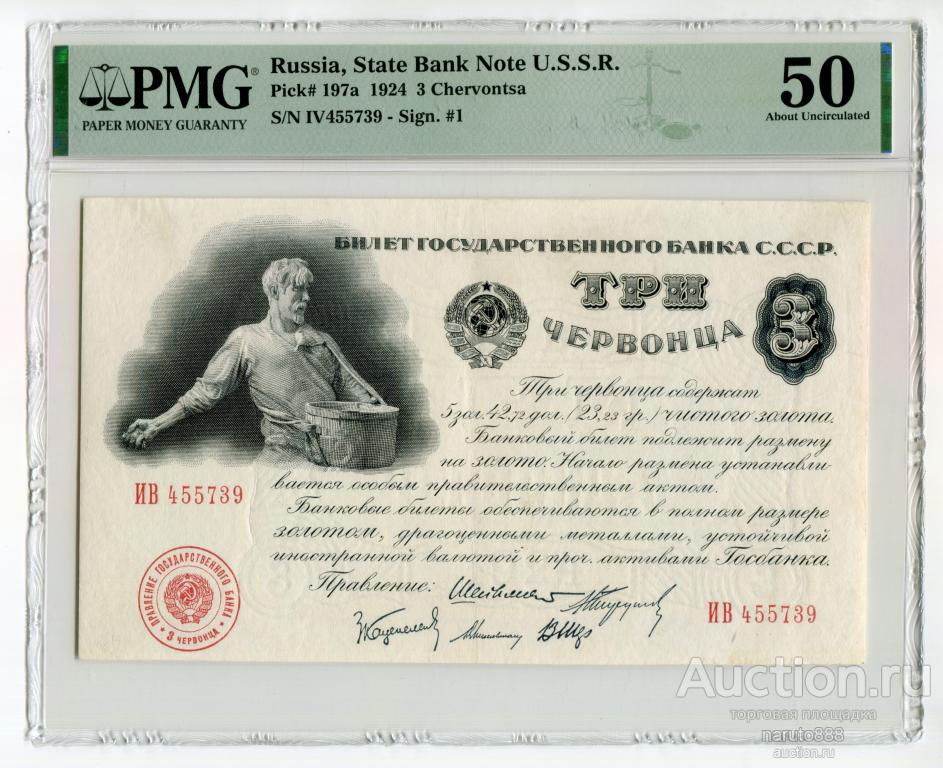 PMG®
PAPER MONEY GUARANTY
Russia, State Bank Note U.S.S.R.
Pick# 197a 1924 3 Chervontsa
S/N IV455739 - Sign. #1
50
About Uncirculated
БИЛЕТ ГОСУДАРСТВЕННОГО БАНКА С.С.С.Р.
ТРИ
ЧЕРВОНЦА
3
Три червонца содержат
5 зол. 42,72 дол. (23,23 гр.) чистого золота.
Банковый билет подлежит размену
на золото. Начало размена устанавли-
вается особым правительственным актом.
Банковые билеты обеспечиваются в полном размере
золотом, драгоценными металлами, устойчивой
иностранной валютой и проч. активами Госбанка.
Правление:
ИВ 455739
ПРАВЛЕНИЕ ГОСУДАРСТВЕННОГО БАНКА
3 ЧЕРВОНЦА
ИВ 455739
Auction.ru
торговая площадка
naruto888
auction.ru